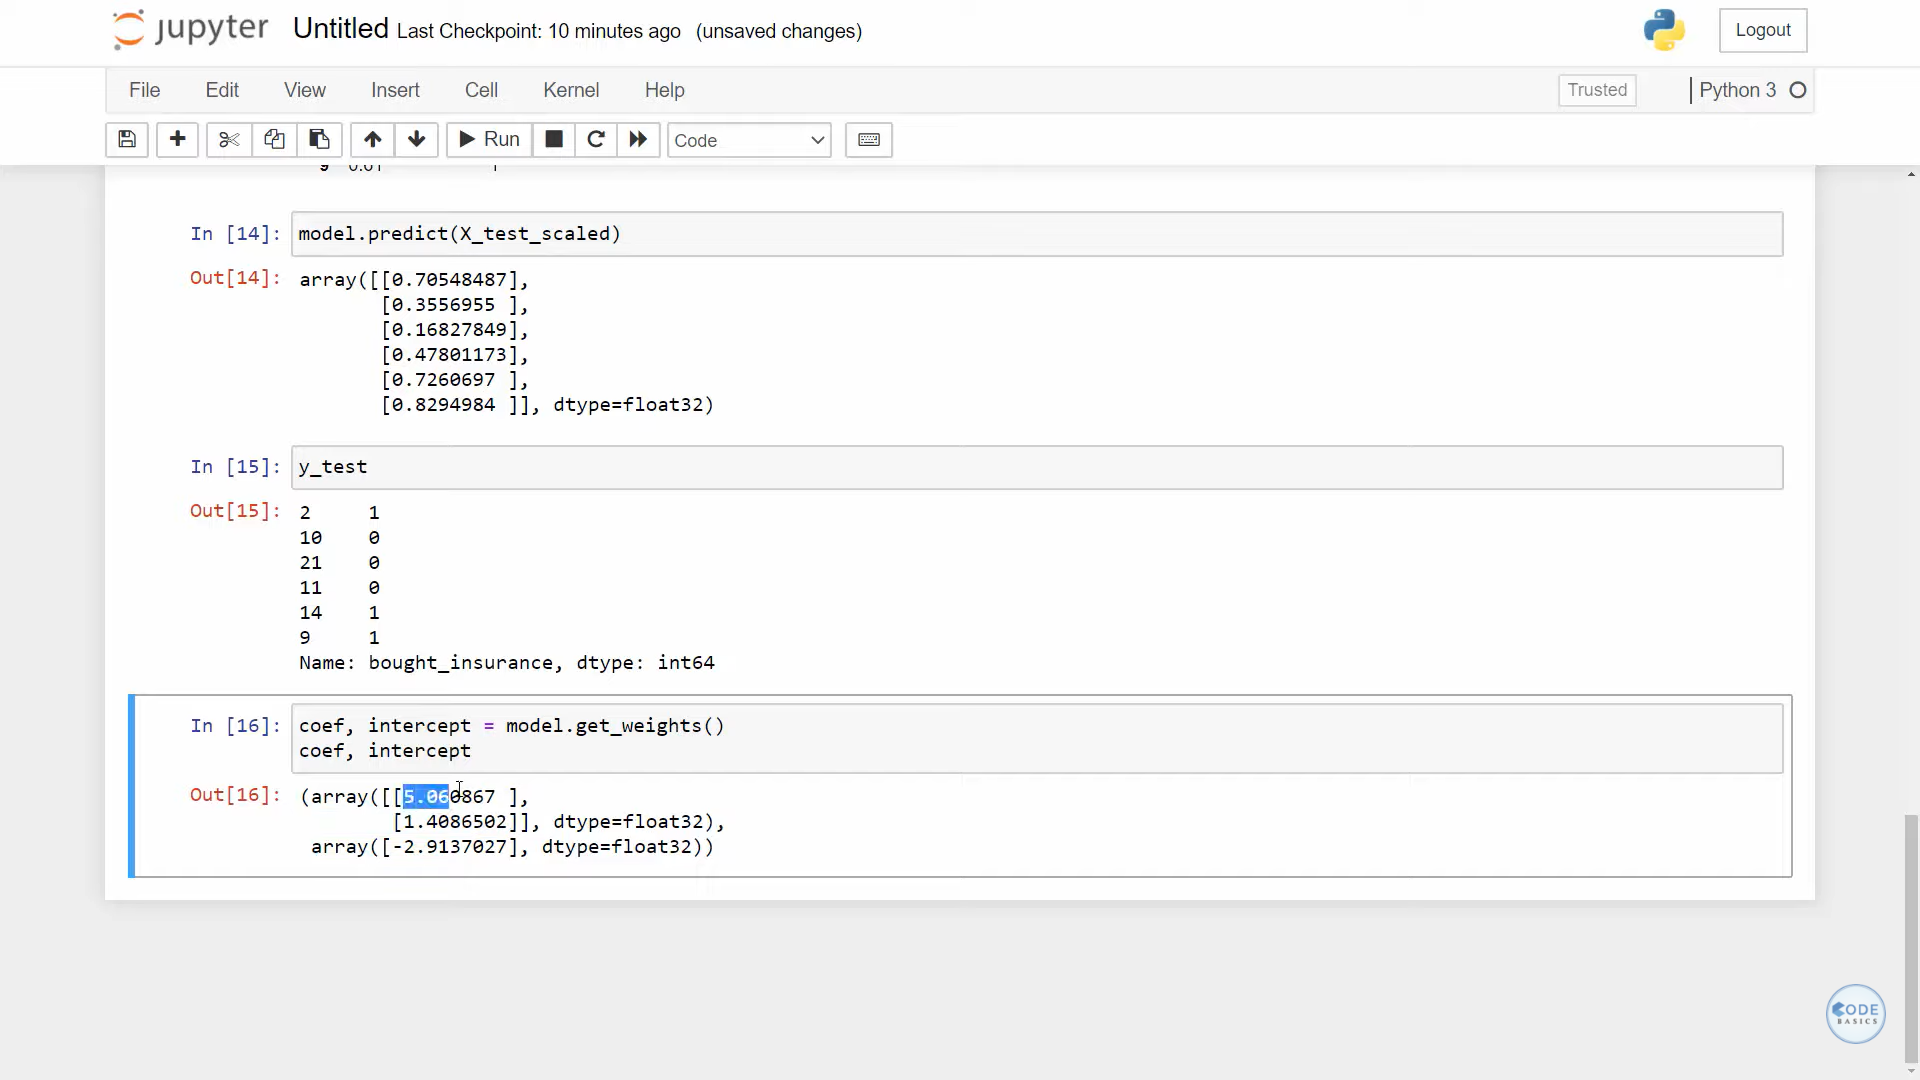 jupyter Untitled Last Checkpoint: 10 minutes ago (unsaved changes) Logout
File Edit View Insert Cell Kernel Help Trusted Python 3
Run Code
In [14]: model.predict(X_test_scaled)
Out[14]: array([[0.70548487],
[0.3556955 ],
[0.16827849],
[0.47801173],
[0.7260697 ],
[0.8294984 ]], dtype=float32)
In [15]: y_test
Out[15]: 2 1
10 0
21 0
11 0
14 1
9 1
Name: bought_insurance, dtype: int64
In [16]: coef, intercept = model.get_weights()
coef, intercept
Out[16]: (array([[5.060867 ],
[1.4086502]], dtype=float32),
array([-2.9137027], dtype=float32))
CODE
BASICS